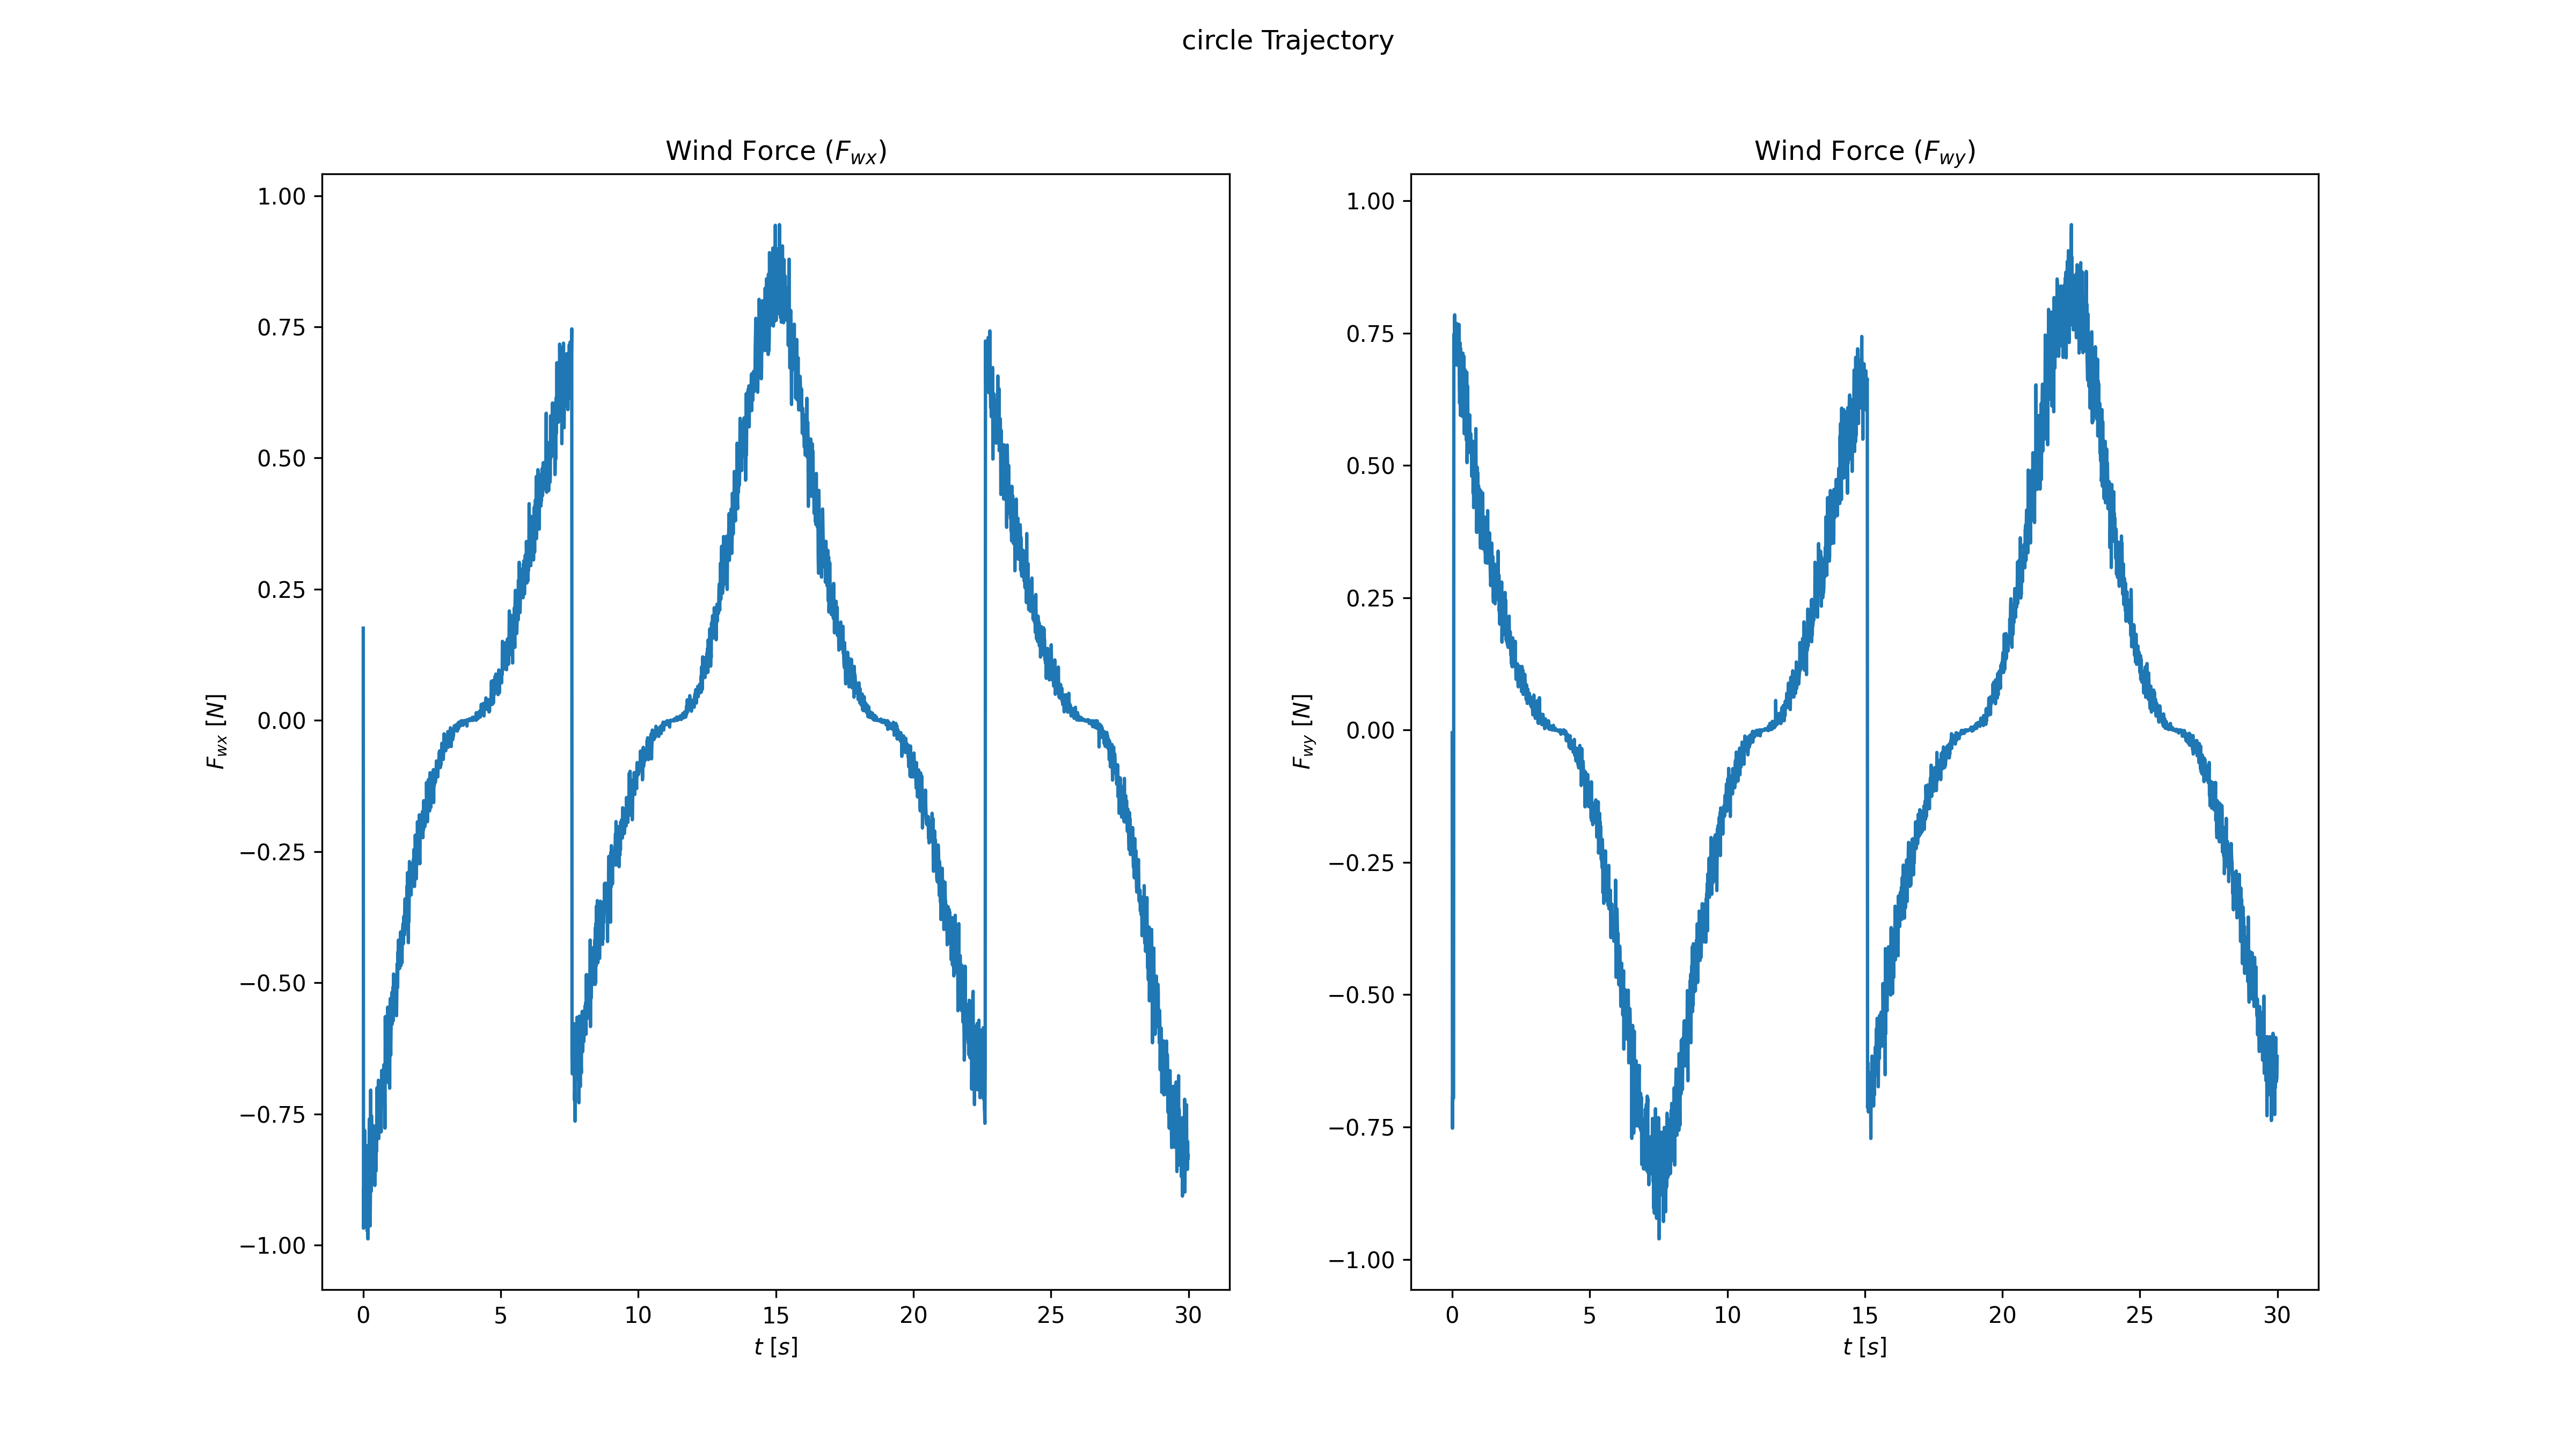 circle Trajectory
Wind Force (F_wx)
1.00
0.75
0.50
0.25
0.00
−0.25
−0.50
−0.75
−1.00
F_wx [N]
0 5 10 15 20 25 30
t [s]
Wind Force (F_wy)
1.00
0.75
0.50
0.25
0.00
−0.25
−0.50
−0.75
−1.00
F_wy [N]
0 5 10 15 20 25 30
t [s]